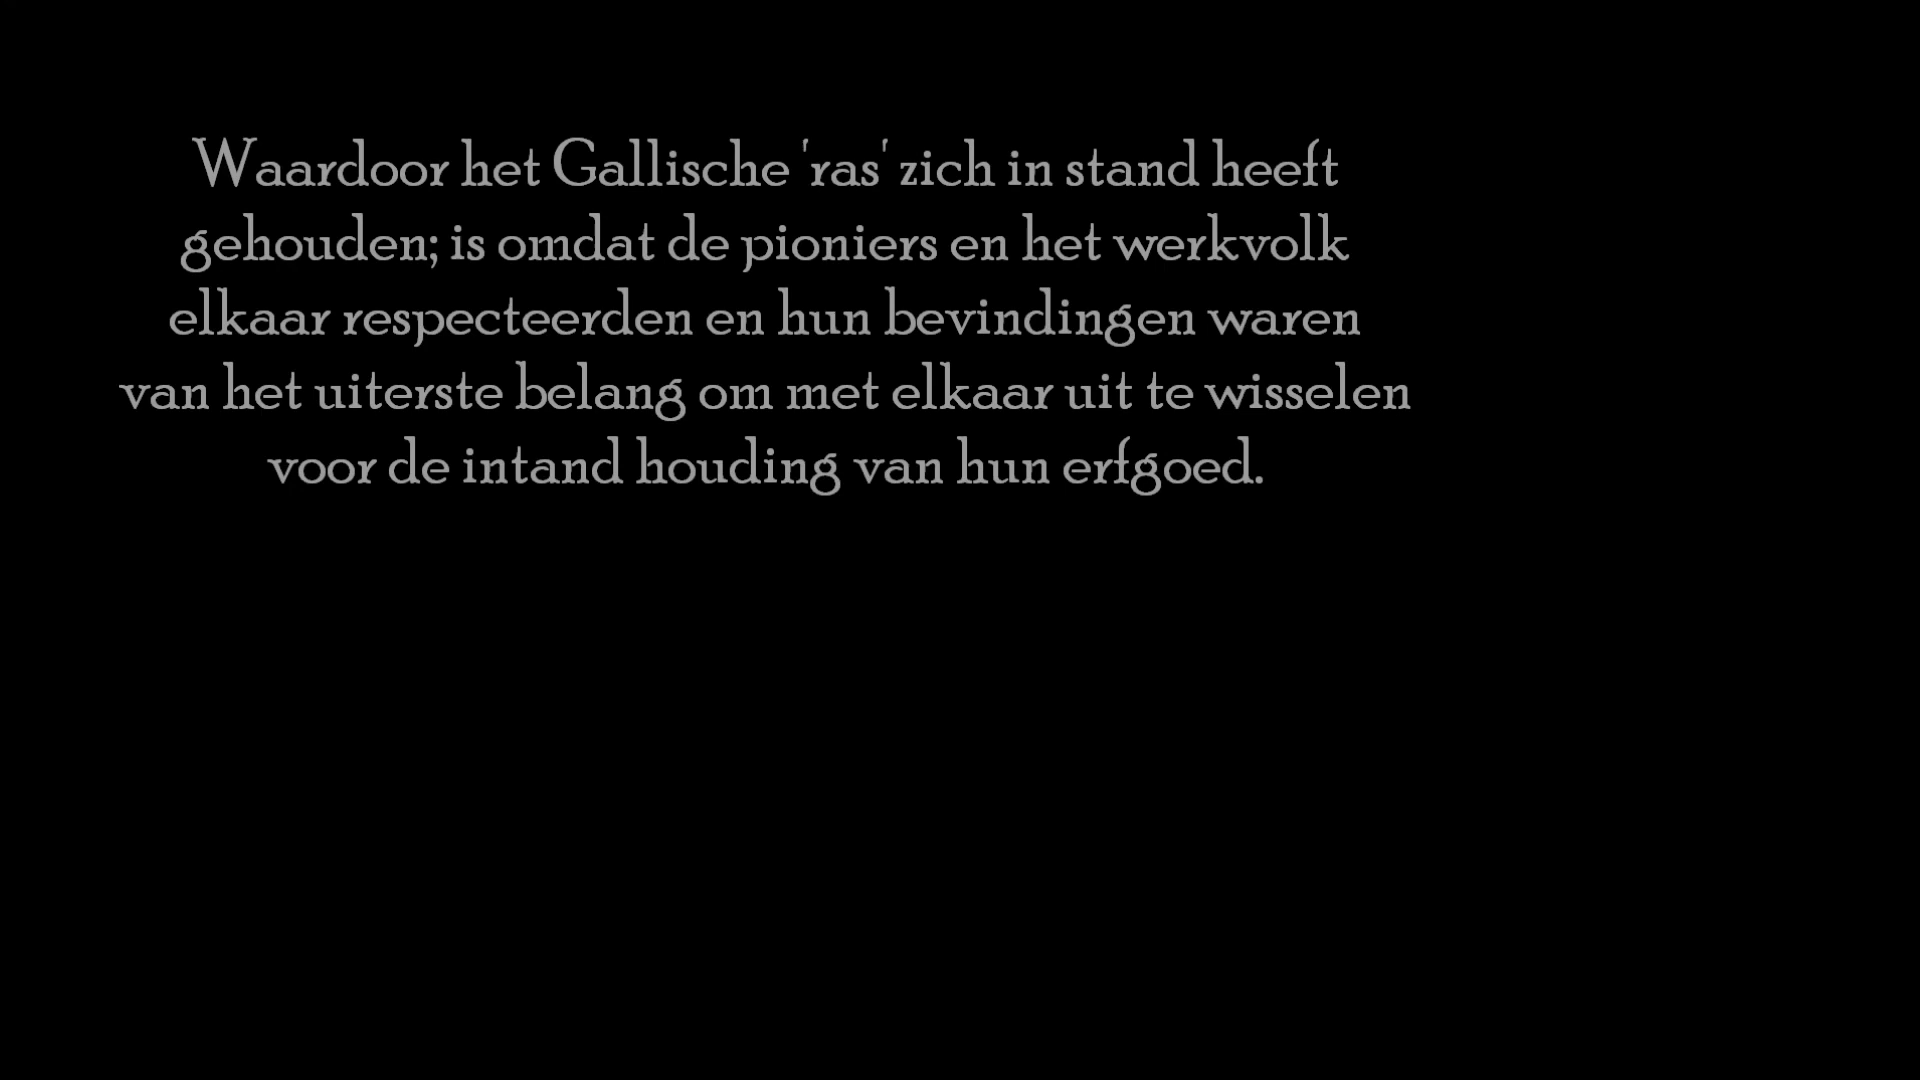 Waardoor het Gallische 'ras' zich in stand heeft
gehouden; is omdat de pioniers en het werkvolk
elkaar respecteerden en hun bevindingen waren
van het uiterste belang om met elkaar uit te wisselen
voor de intand houding van hun erfgoed.